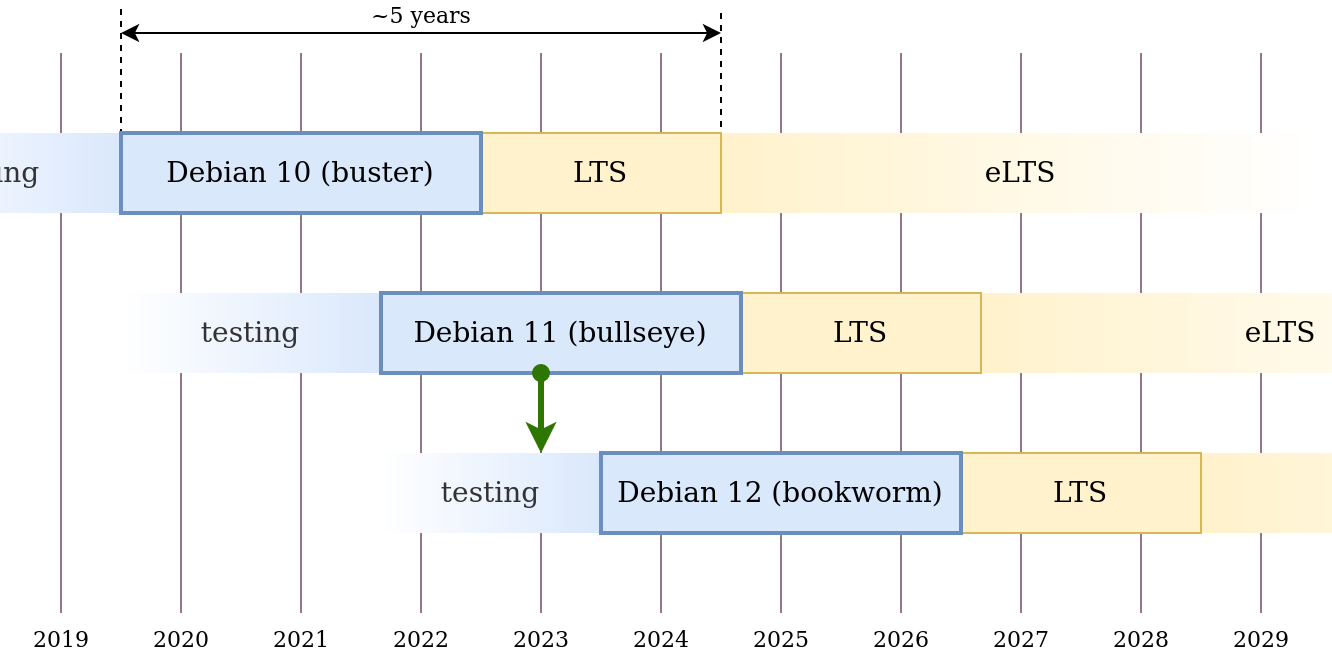 ~5 years
Debian 10 (buster)
LTS
eLTS
testing
Debian 11 (bullseye)
LTS
eLTS
testing
Debian 12 (bookworm)
LTS
2019 2020 2021 2022 2023 2024 2025 2026 2027 2028 2029